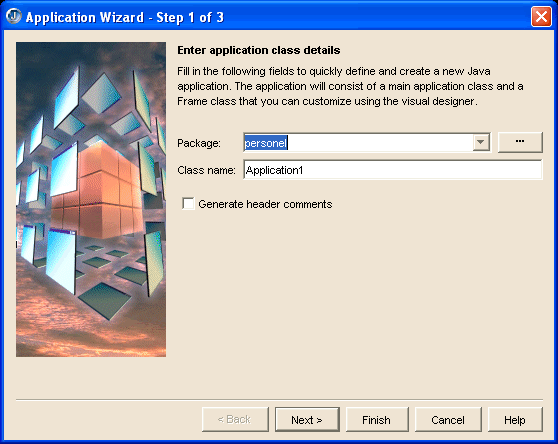 Application Wizard - Step 1 of 3
Enter application class details
Fill in the following fields to quickly define and create a new Java
application. The application will consist of a main application class and a
Frame class that you can customize using the visual designer.
Package: personel ...
Class name: Application1
Generate header comments
< Back Next > Finish Cancel Help